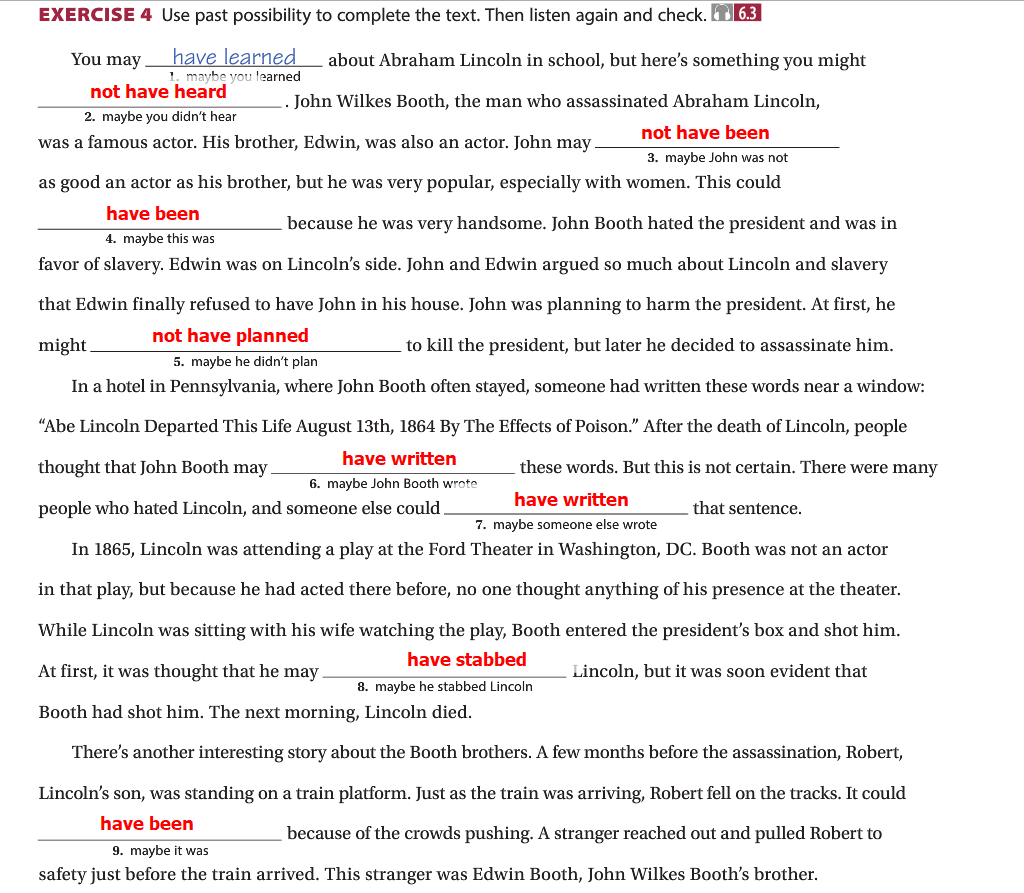 EXERCISE 4 Use past possibility to complete the text. Then listen again and check. 6.3
You may have learned about Abraham Lincoln in school, but here’s something you might
1. maybe you learned
not have heard . John Wilkes Booth, the man who assassinated Abraham Lincoln,
2. maybe you didn’t hear
was a famous actor. His brother, Edwin, was also an actor. John may not have been
3. maybe John was not
as good an actor as his brother, but he was very popular, especially with women. This could
have been because he was very handsome. John Booth hated the president and was in
4. maybe this was
favor of slavery. Edwin was on Lincoln’s side. John and Edwin argued so much about Lincoln and slavery
that Edwin finally refused to have John in his house. John was planning to harm the president. At first, he
might not have planned to kill the president, but later he decided to assassinate him.
5. maybe he didn’t plan
In a hotel in Pennsylvania, where John Booth often stayed, someone had written these words near a window:
“Abe Lincoln Departed This Life August 13th, 1864 By The Effects of Poison.” After the death of Lincoln, people
thought that John Booth may have written these words. But this is not certain. There were many
6. maybe John Booth wrote
people who hated Lincoln, and someone else could have written that sentence.
7. maybe someone else wrote
In 1865, Lincoln was attending a play at the Ford Theater in Washington, DC. Booth was not an actor
in that play, but because he had acted there before, no one thought anything of his presence at the theater.
While Lincoln was sitting with his wife watching the play, Booth entered the president’s box and shot him.
At first, it was thought that he may have stabbed Lincoln, but it was soon evident that
8. maybe he stabbed Lincoln
Booth had shot him. The next morning, Lincoln died.
There’s another interesting story about the Booth brothers. A few months before the assassination, Robert,
Lincoln’s son, was standing on a train platform. Just as the train was arriving, Robert fell on the tracks. It could
have been because of the crowds pushing. A stranger reached out and pulled Robert to
9. maybe it was
safety just before the train arrived. This stranger was Edwin Booth, John Wilkes Booth’s brother.